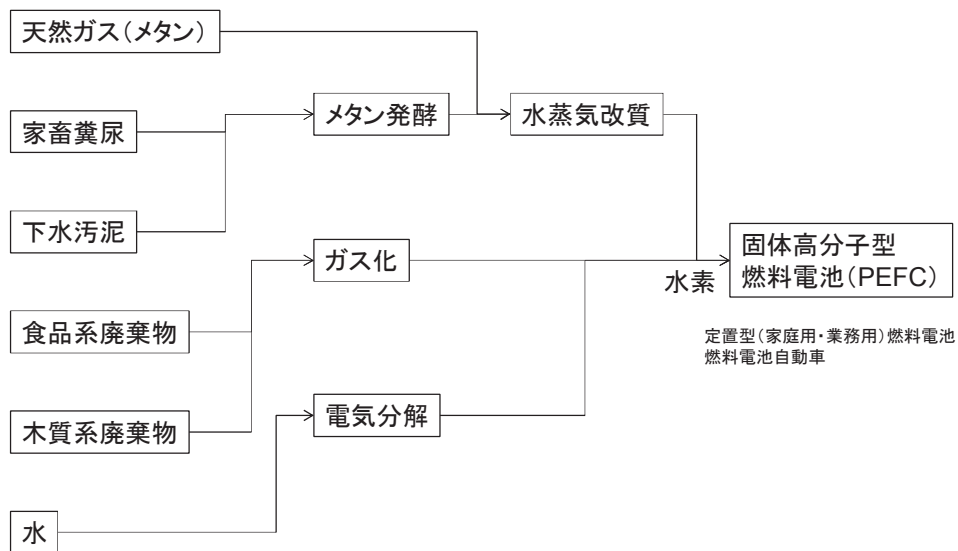 天然ガス(メタン)
家畜糞尿
メタン発酵
水蒸気改質
下水汚泥
ガス化
固体高分子型
燃料電池(PEFC)
水素
食品系廃棄物
定置型(家庭用・業務用)燃料電池
燃料電池自動車
木質系廃棄物
電気分解
水